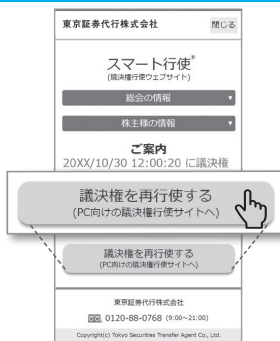 東京証券代行株式会社 閉じる
スマート行使®
(議決権行使ウェブサイト)
総会の情報 ▼
株主様の情報 ▼
ご案内
20XX/10/30 12:00:20 に議決権
議決権を再行使する
(PC向けの議決権行使サイトへ)
議決権を再行使する
(PC向けの議決権行使サイトへ)
東京証券代行株式会社
0120-88-0768 (9:00~21:00)
Copyright(c) Tokyo Securities Transfer Agent Co., Ltd.